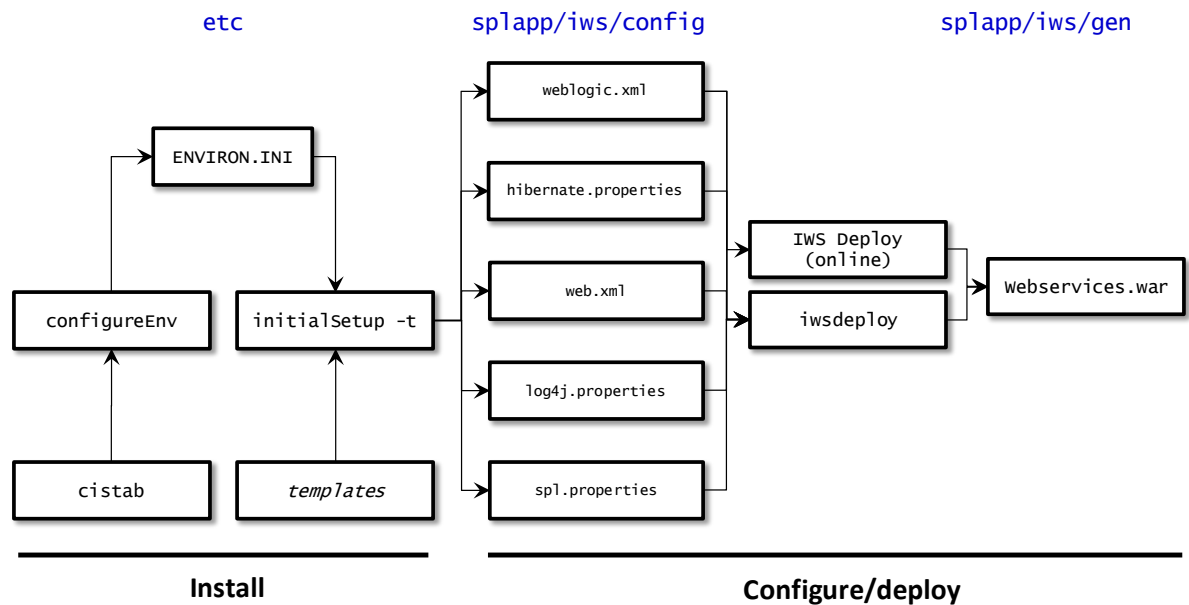 etc
splapp/iws/config
splapp/iws/gen
weblogic.xml
ENVIRON.INI
hibernate.properties
IWS Deploy
(online)
Webservices.war
configureEnv
initialSetup -t
web.xml
iwsdeploy
log4j.properties
cistab
templates
spl.properties
Install
Configure/deploy